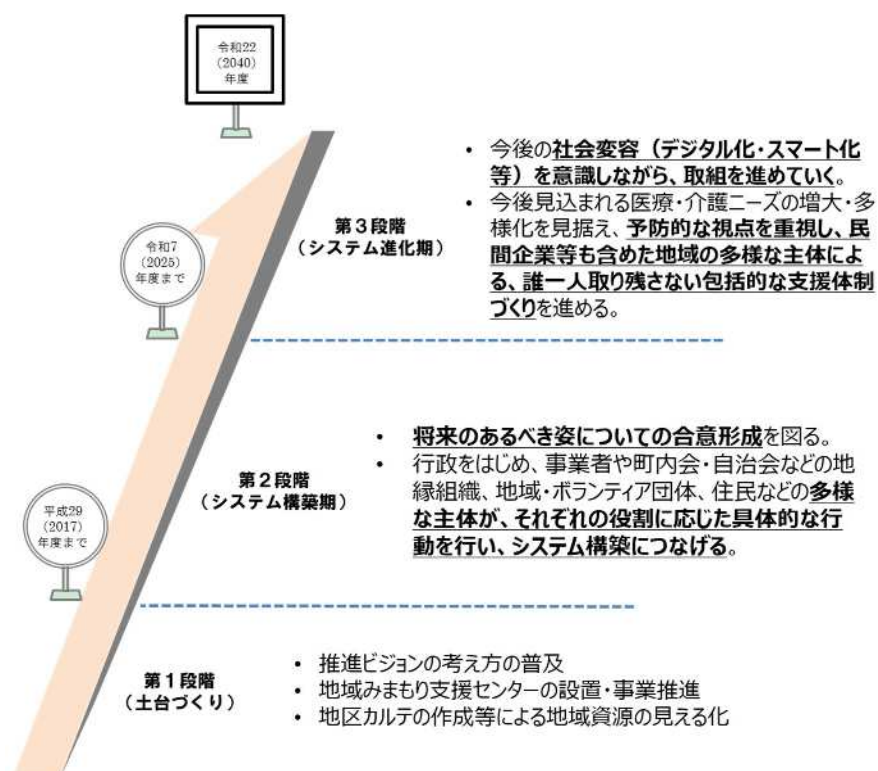 令和22
(2040)
年度
• 今後の社会変容(デジタル化・スマート化
等)を意識しながら、取組を進めていく。
• 今後見込まれる医療・介護ニーズの増大・多
様化を見据え、予防的な視点を重視し、民
間企業等も含めた地域の多様な主体によ
る、誰一人取り残さない包括的な支援体制
づくりを進める。
第3段階
(システム進化期)
令和7
(2025)
年度まで
• 将来のあるべき姿についての合意形成を図る。
• 行政をはじめ、事業者や町内会・自治会などの地
縁組織、地域・ボランティア団体、住民などの多様
な主体が、それぞれの役割に応じた具体的な行
動を行い、システム構築につなげる。
第2段階
(システム構築期)
平成29
(2017)
年度まで
第1段階
(土台づくり)
• 推進ビジョンの考え方の普及
• 地域みまもり支援センターの設置・事業推進
• 地区カルテの作成等による地域資源の見える化